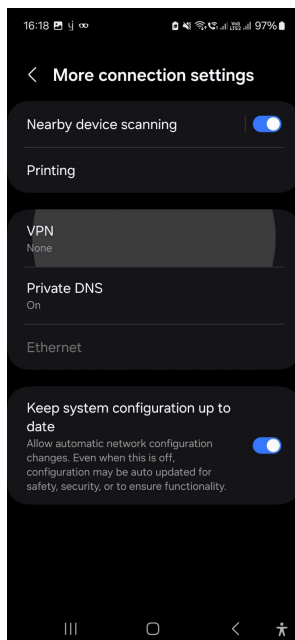 16:18 97%
More connection settings
Nearby device scanning
Printing
VPN
None
Private DNS
On
Ethernet
Keep system configuration up to
date
Allow automatic network configuration
changes. Even when this is off,
configuration may be auto updated for
safety, security, or to ensure functionality.